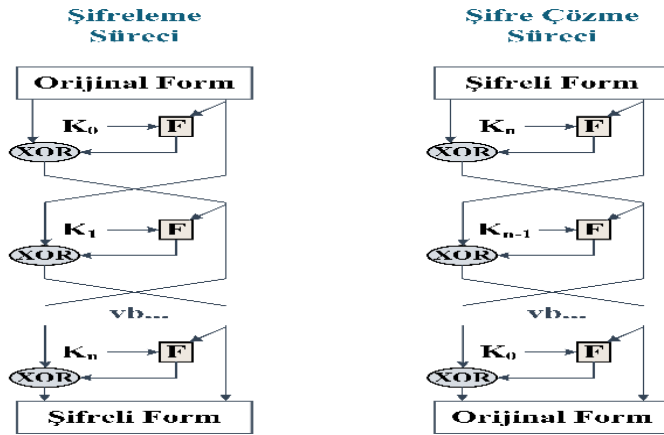 Şifreleme
Süreci
Orijinal Form
K0
F
XOR
K1
F
XOR
vb...
Kn
F
XOR
Şifreli Form
Şifre Çözme
Süreci
Şifreli Form
Kn
F
XOR
Kn-1
F
XOR
vb...
K0
F
XOR
Orijinal Form